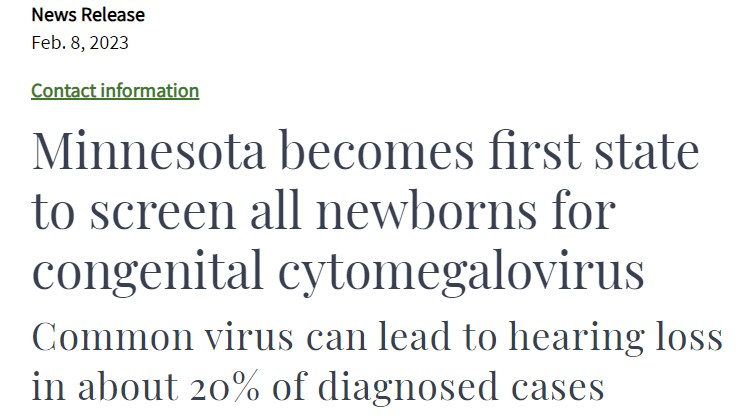 News Release
Feb. 8, 2023
Contact information
Minnesota becomes first state
to screen all newborns for
congenital cytomegalovirus
Common virus can lead to hearing loss
in about 20% of diagnosed cases